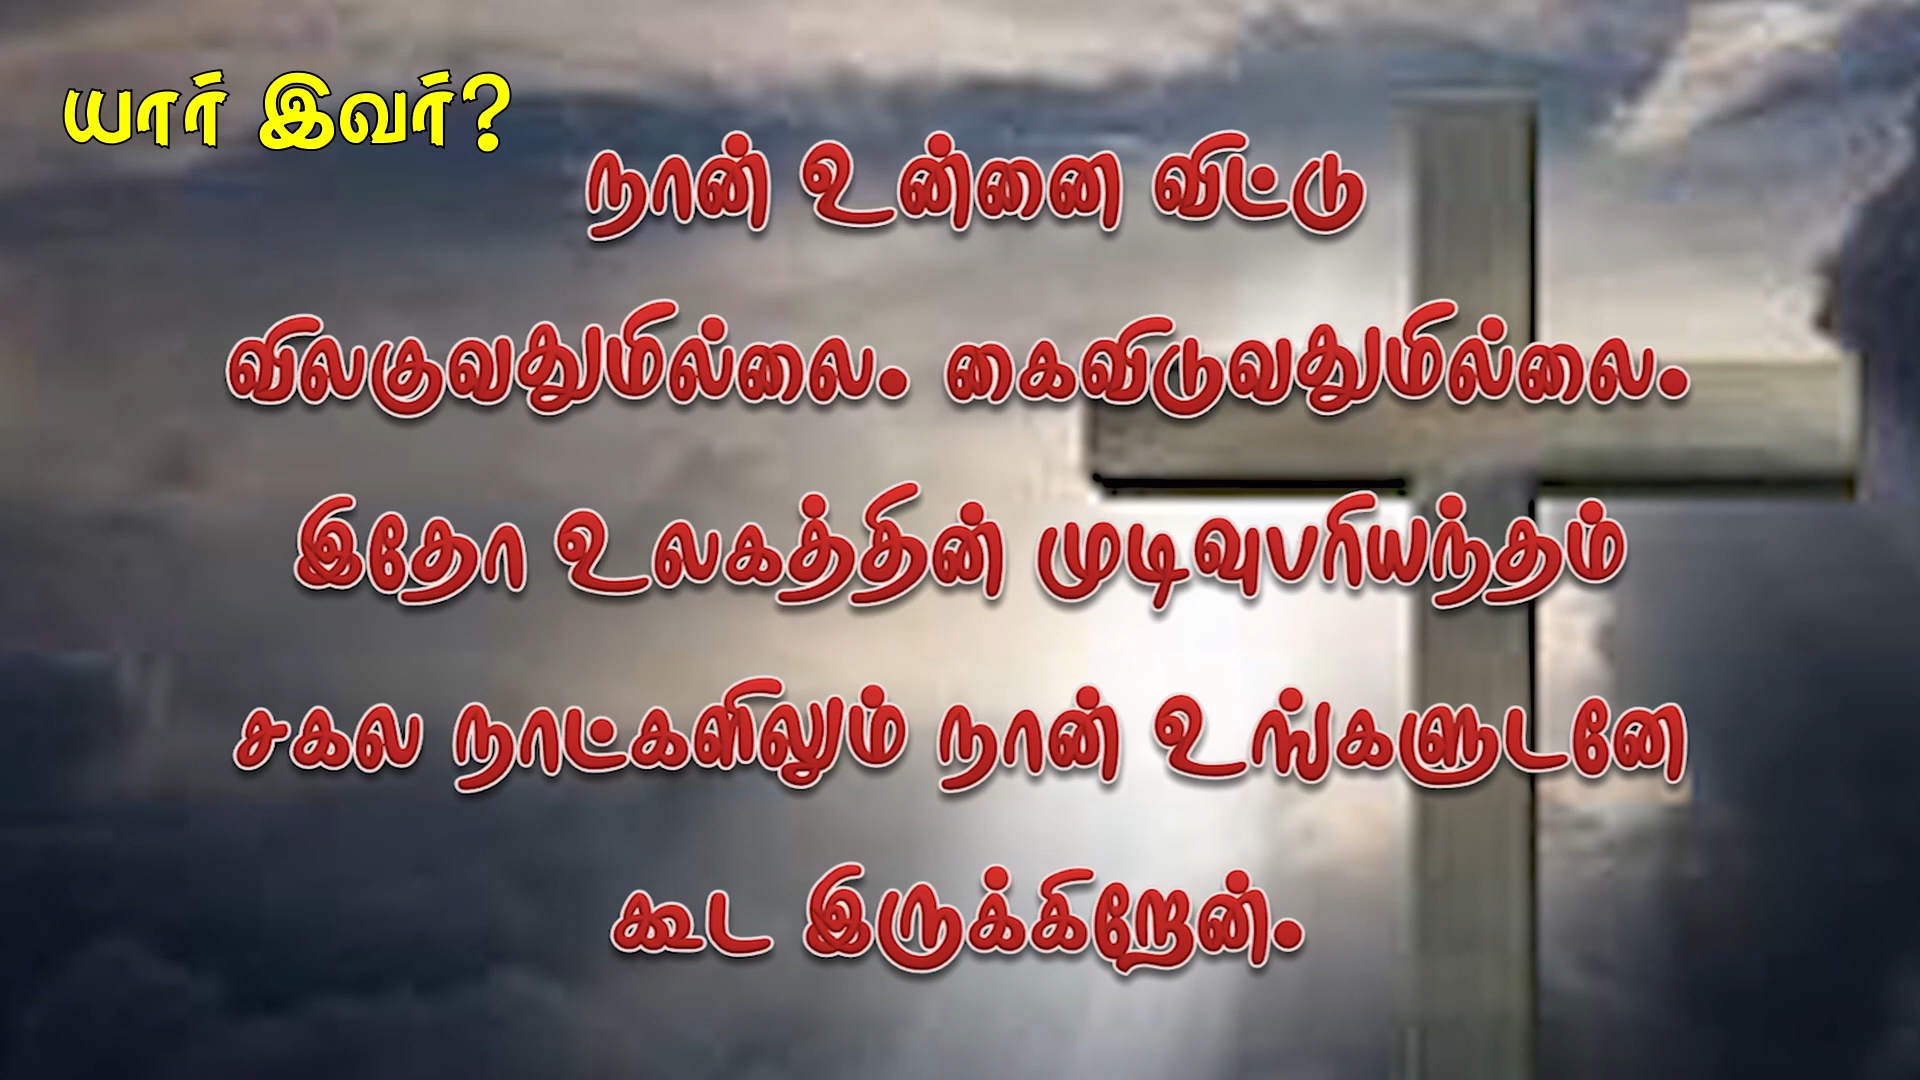 யார் இவர்?
நான் உன்னை விட்டு
விலகுவதுமில்லை. கைவிடுவதுமில்லை.
இதோ உலகத்தின் முடிவுபரியந்தம்
சகல நாட்களிலும் நான் உங்களுடனே
கூட இருக்கிறேன்.